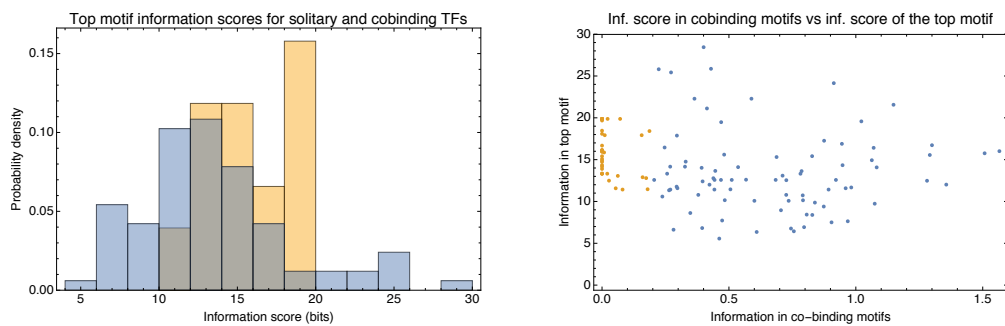 Top motif information scores for solitary and cobinding TFs
Probability density
0.15
0.10
0.05
0.00
5 10 15 20 25 30
Information score (bits)
Inf. score in cobinding motifs vs inf. score of the top motif
Information in top motif
30
25
20
15
10
5
0
0.0 0.5 1.0 1.5
Information in co-binding motifs